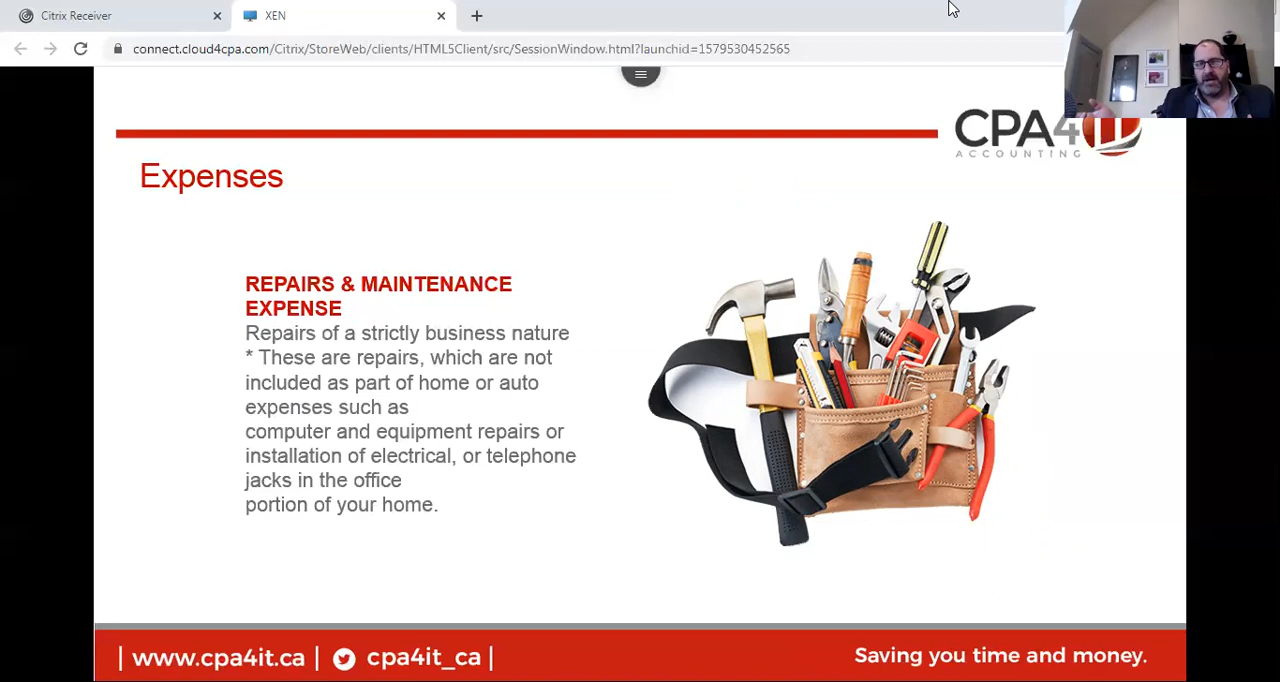 Citrix Receiver
XEN
connect.cloud4cpa.com/Citrix/StoreWeb/clients/HTML5Client/src/SessionWindow.html?launchid=1579530452565
CPA4it
ACCOUNTING
Expenses
REPAIRS & MAINTENANCE
EXPENSE
Repairs of a strictly business nature
* These are repairs, which are not
included as part of home or auto
expenses such as
computer and equipment repairs or
installation of electrical, or telephone
jacks in the office
portion of your home.
| www.cpa4it.ca | cpa4it_ca |
Saving you time and money.